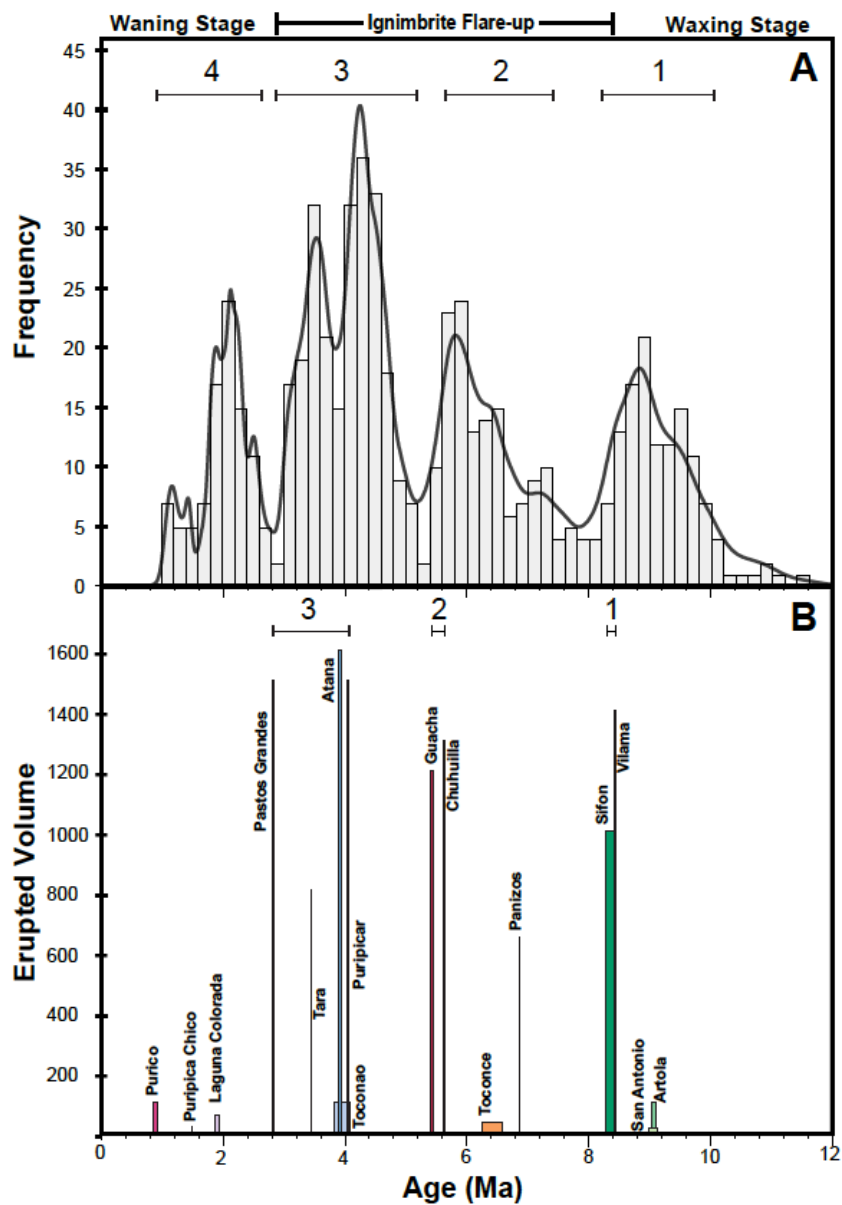 Waning Stage Ignimbrite Flare-up Waxing Stage
45
40
35
30
25
20
15
10
5
0
Frequency
4 3 2 1 A
3 2 1 B
1600
1400
1200
1000
800
600
400
200
Erupted Volume
Purico
Puripica Chico
Laguna Colorada
Pastos Grandes
Tara
Atana
Puripicar
Toconao
Guacha
Chuhuilla
Toconce
Panizos
Sifon
Vilama
San Antonio
Artola
0 2 4 6 8 10 12
Age (Ma)